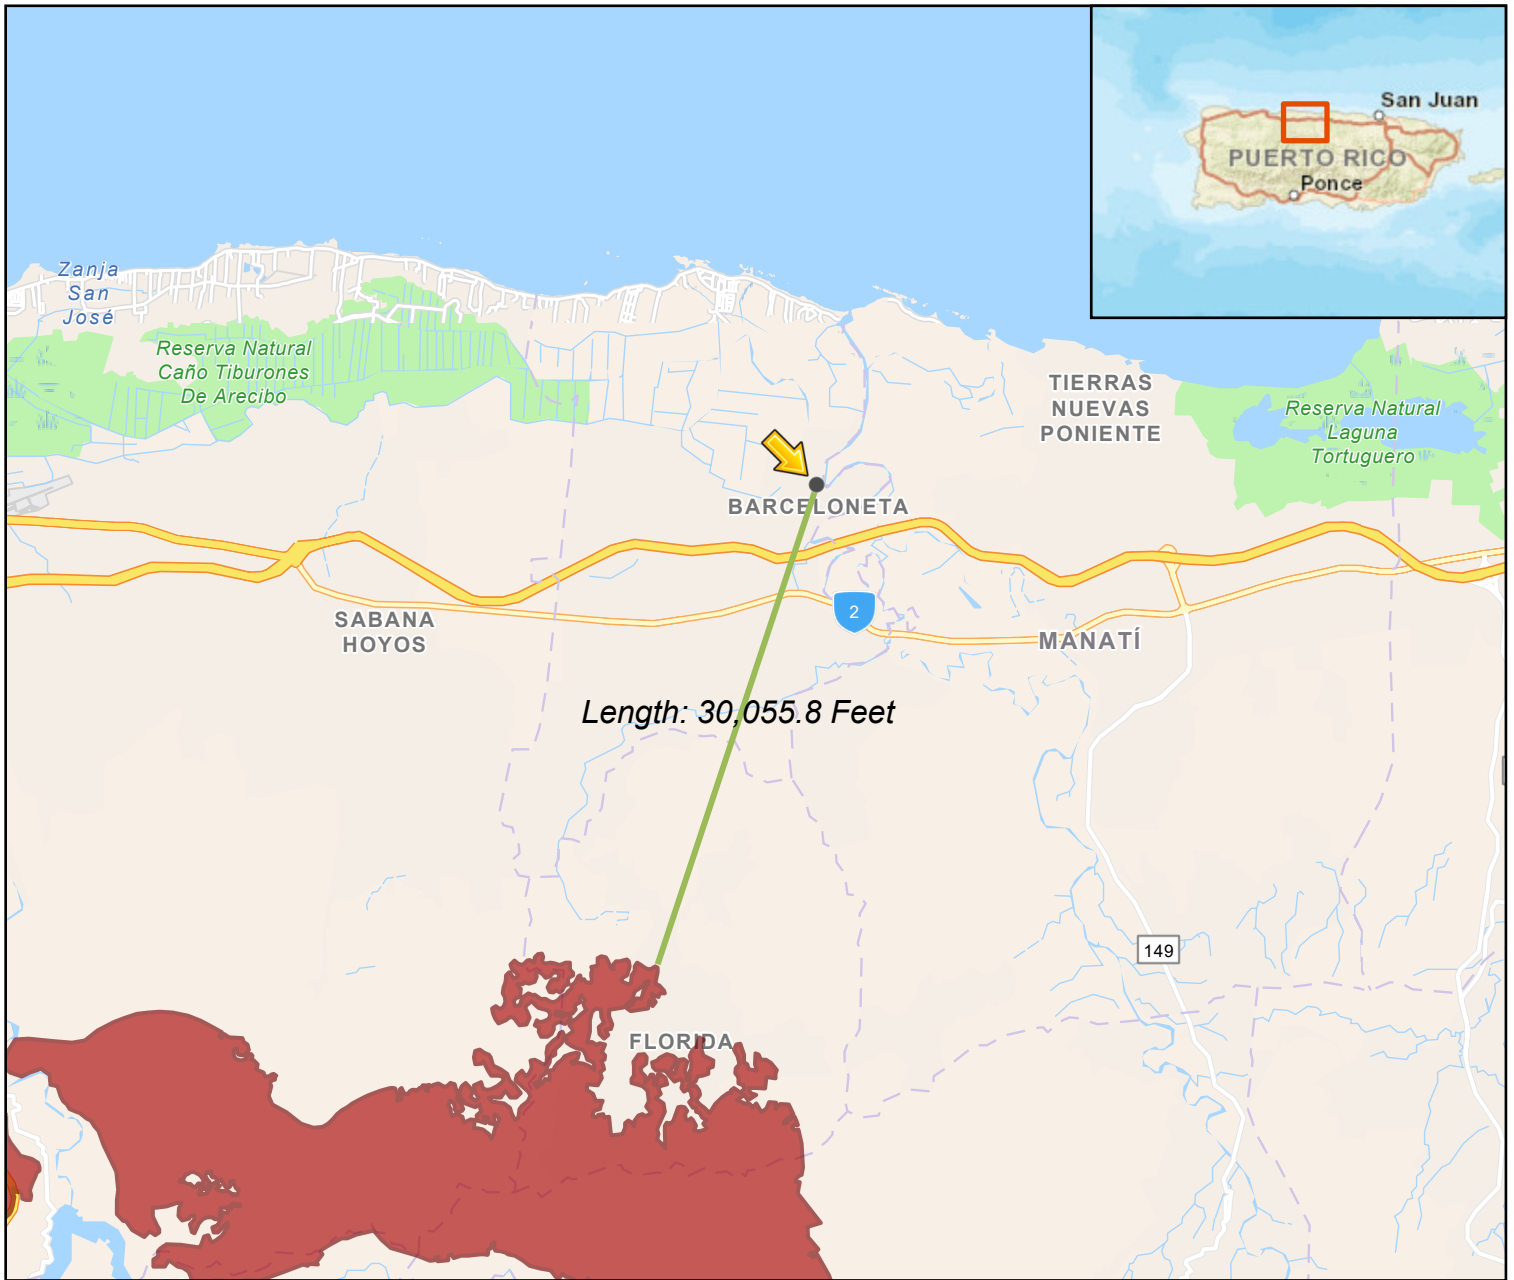 San Juan
PUERTO RICO
Ponce
Zanja
San
José
Reserva Natural
Caño Tiburones
De Arecibo
TIERRAS
NUEVAS
PONIENTE
Reserva Natural
Laguna
Tortuguero
BARCELONETA
SABANA
HOYOS
2
MANATÍ
Length: 30,055.8 Feet
149
FLORIDA